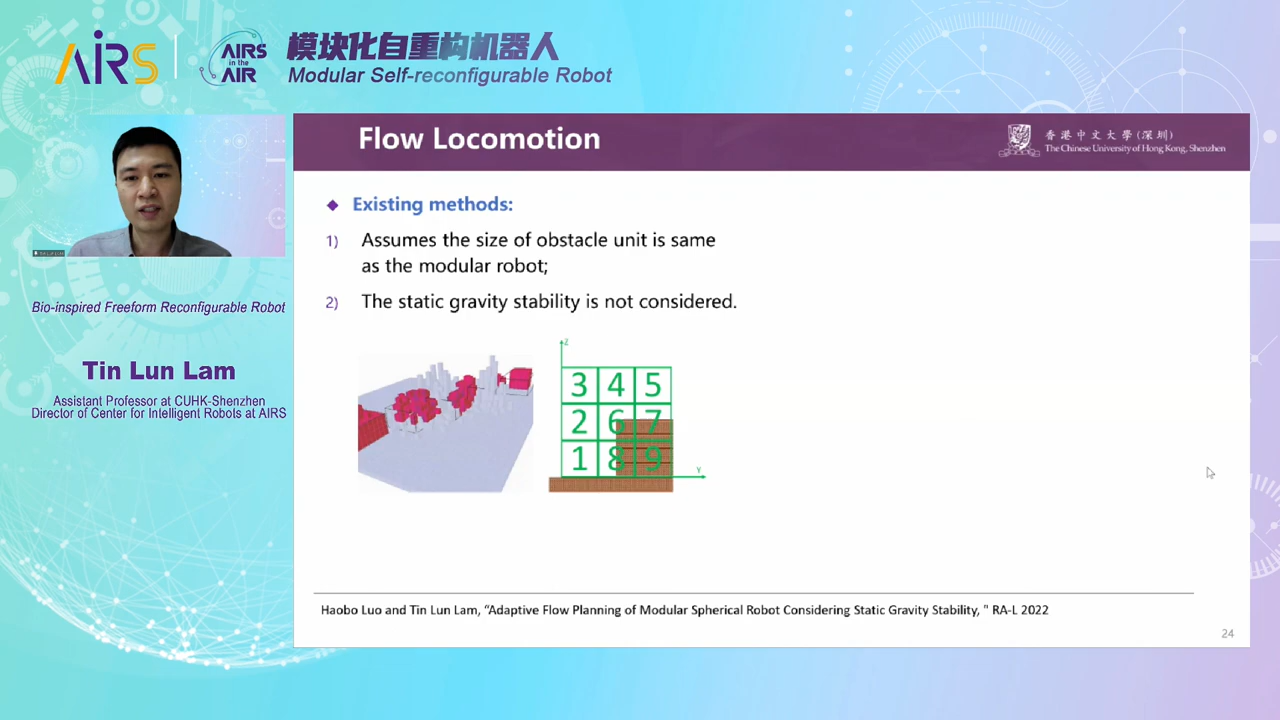 AIRS
AIRS
in the
AIR
模块化自重构机器人
Modular Self-reconfigurable Robot
Flow Locomotion
香港中文大學(深圳)
The Chinese University of Hong Kong, Shenzhen
Existing methods:
1) Assumes the size of obstacle unit is same
as the modular robot;
2) The static gravity stability is not considered.
Bio-inspired Freeform Reconfigurable Robot
Tin Lun Lam
Assistant Professor at CUHK-Shenzhen
Director of Center for Intelligent Robots at AIRS
Z
3 4 5
2 6 7
1 8 9
Y
Haobo Luo and Tin Lun Lam, “Adaptive Flow Planning of Modular Spherical Robot Considering Static Gravity Stability, " RA-L 2022
24